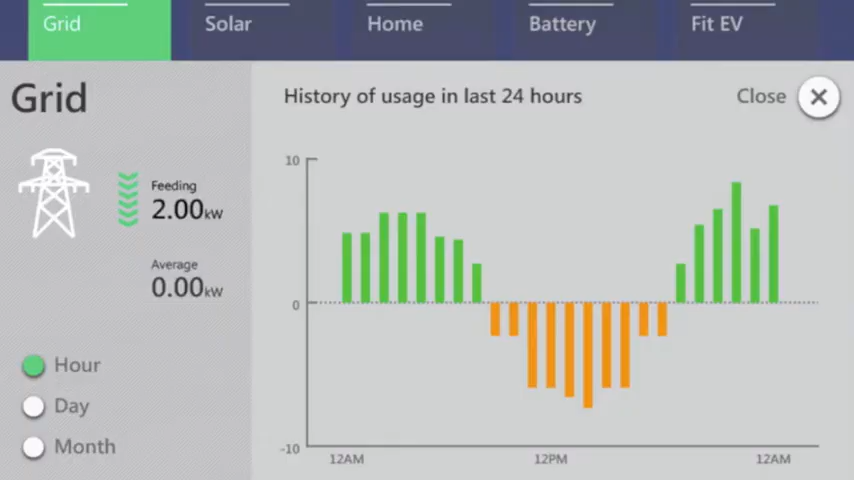 Grid
Solar
Home
Battery
Fit EV
Grid
History of usage in last 24 hours
Close
Feeding
2.00kW
Average
0.00kW
Hour
Day
Month
10
0
-10
12AM
12PM
12AM